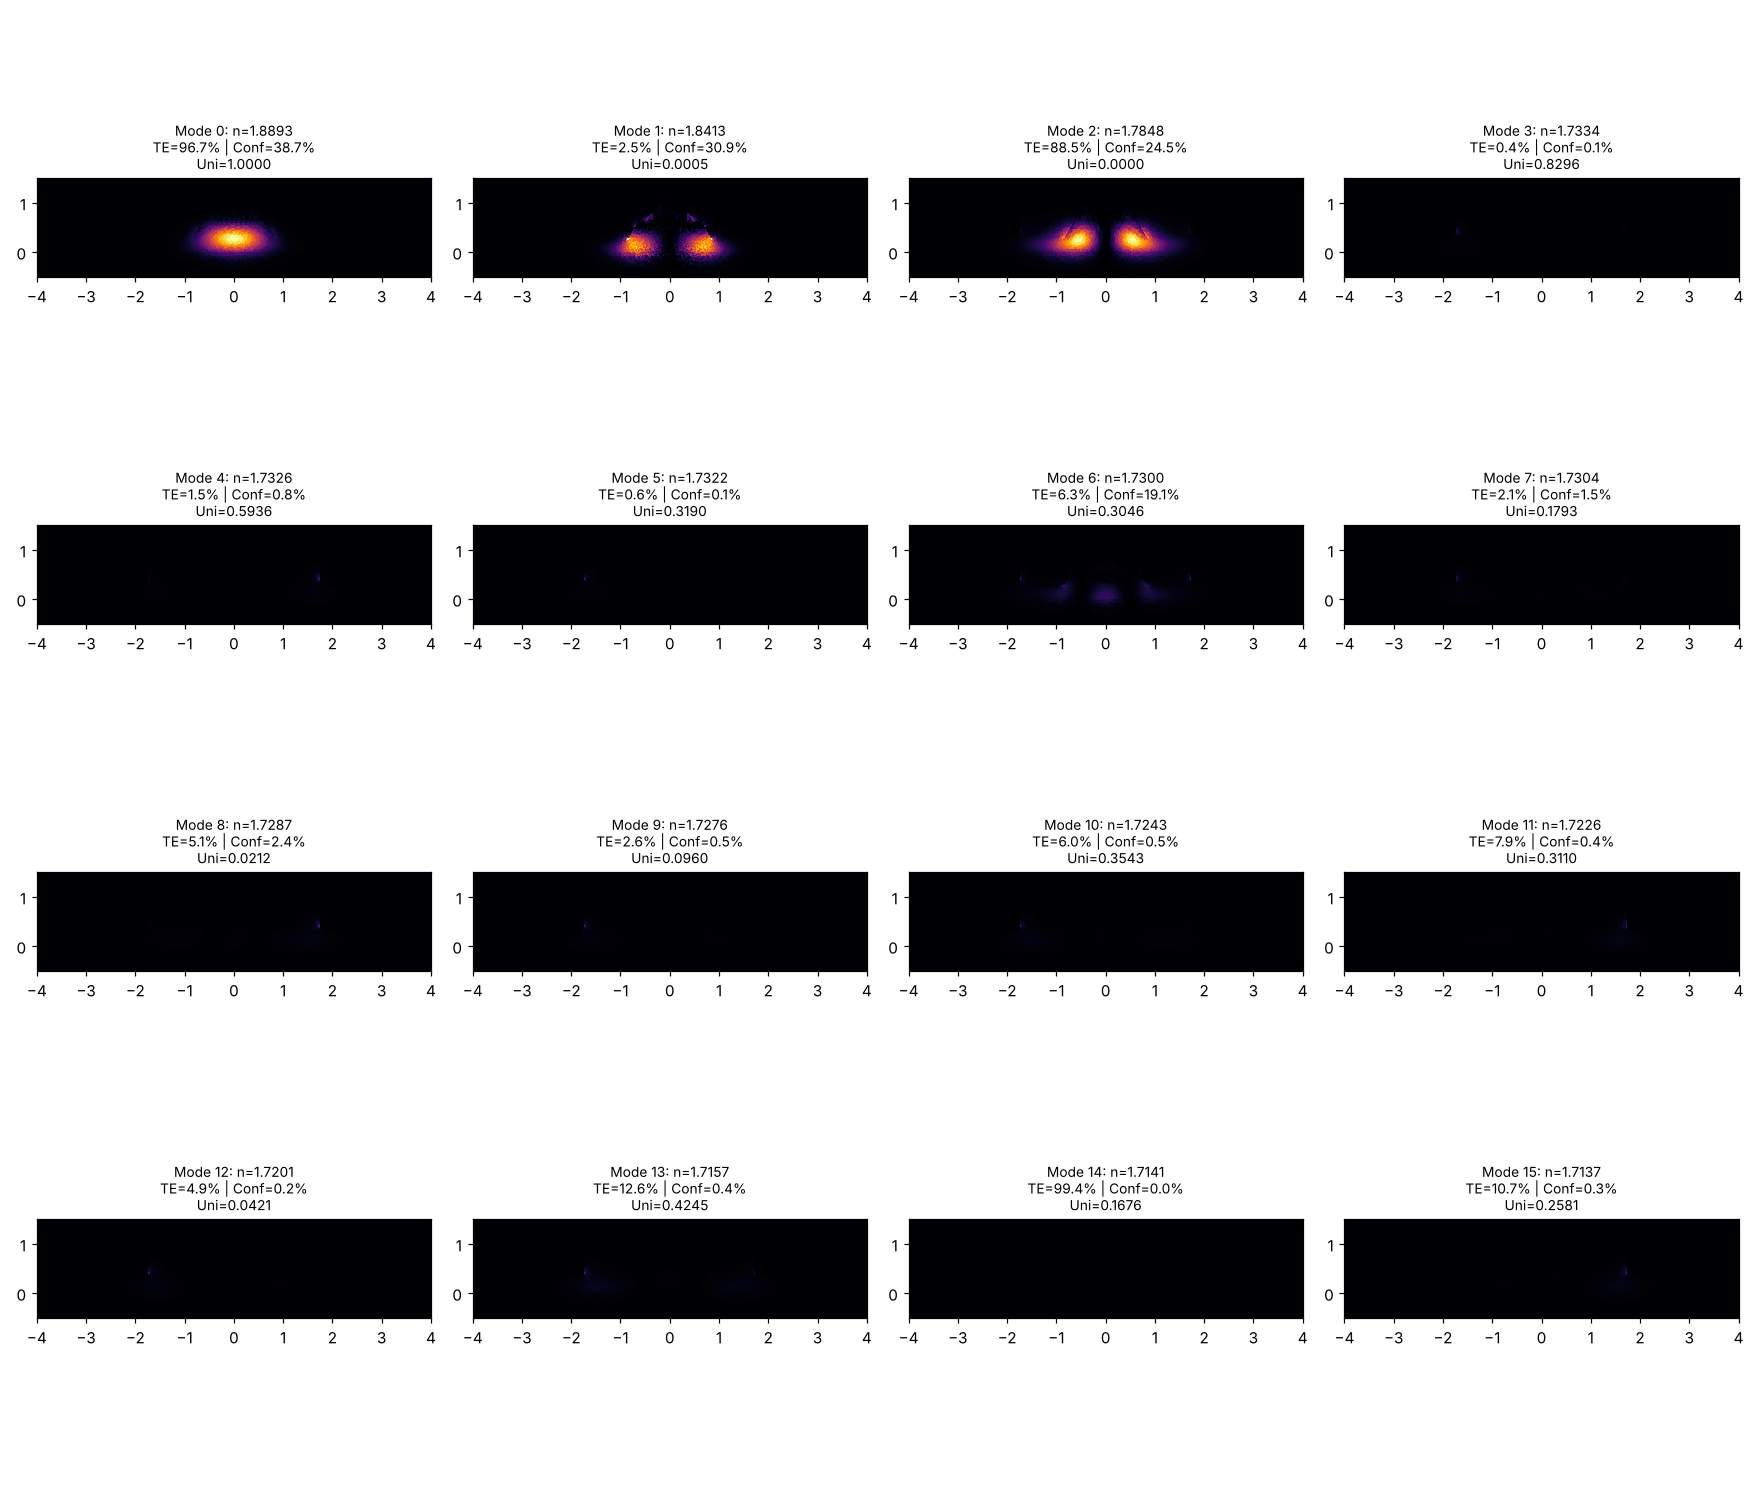 Mode 0: n=1.8893
TE=96.7% | Conf=38.7%
Uni=1.0000
1
0
−4 −3 −2 −1 0 1 2 3 4
Mode 1: n=1.8413
TE=2.5% | Conf=30.9%
Uni=0.0005
1
0
−4 −3 −2 −1 0 1 2 3 4
Mode 2: n=1.7848
TE=88.5% | Conf=24.5%
Uni=0.0000
1
0
−4 −3 −2 −1 0 1 2 3 4
Mode 3: n=1.7334
TE=0.4% | Conf=0.1%
Uni=0.8296
1
0
−4 −3 −2 −1 0 1 2 3 4
Mode 4: n=1.7326
TE=1.5% | Conf=0.8%
Uni=0.5936
1
0
−4 −3 −2 −1 0 1 2 3 4
Mode 5: n=1.7322
TE=0.6% | Conf=0.1%
Uni=0.3190
1
0
−4 −3 −2 −1 0 1 2 3 4
Mode 6: n=1.7300
TE=6.3% | Conf=19.1%
Uni=0.3046
1
0
−4 −3 −2 −1 0 1 2 3 4
Mode 7: n=1.7304
TE=2.1% | Conf=1.5%
Uni=0.1793
1
0
−4 −3 −2 −1 0 1 2 3 4
Mode 8: n=1.7287
TE=5.1% | Conf=2.4%
Uni=0.0212
1
0
−4 −3 −2 −1 0 1 2 3 4
Mode 9: n=1.7276
TE=2.6% | Conf=0.5%
Uni=0.0960
1
0
−4 −3 −2 −1 0 1 2 3 4
Mode 10: n=1.7243
TE=6.0% | Conf=0.5%
Uni=0.3543
1
0
−4 −3 −2 −1 0 1 2 3 4
Mode 11: n=1.7226
TE=7.9% | Conf=0.4%
Uni=0.3110
1
0
−4 −3 −2 −1 0 1 2 3 4
Mode 12: n=1.7201
TE=4.9% | Conf=0.2%
Uni=0.0421
1
0
−4 −3 −2 −1 0 1 2 3 4
Mode 13: n=1.7157
TE=12.6% | Conf=0.4%
Uni=0.4245
1
0
−4 −3 −2 −1 0 1 2 3 4
Mode 14: n=1.7141
TE=99.4% | Conf=0.0%
Uni=0.1676
1
0
−4 −3 −2 −1 0 1 2 3 4
Mode 15: n=1.7137
TE=10.7% | Conf=0.3%
Uni=0.2581
1
0
−4 −3 −2 −1 0 1 2 3 4